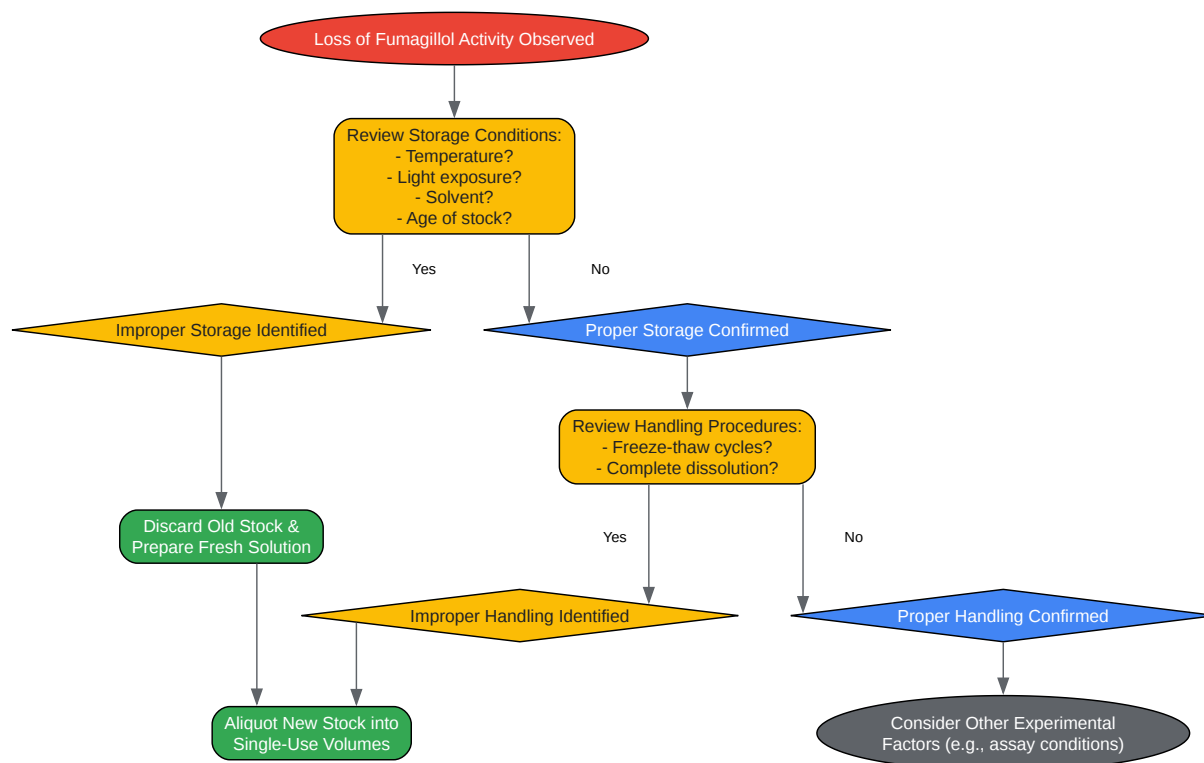 Loss of Fumagillol Activity Observed
Review Storage Conditions:
- Temperature?
- Light exposure?
- Solvent?
- Age of stock?
Yes
No
Improper Storage Identified
Proper Storage Confirmed
Review Handling Procedures:
- Freeze-thaw cycles?
- Complete dissolution?
Discard Old Stock &
Prepare Fresh Solution
Yes
No
Improper Handling Identified
Proper Handling Confirmed
Aliquot New Stock into
Single-Use Volumes
Consider Other Experimental
Factors (e.g., assay conditions)